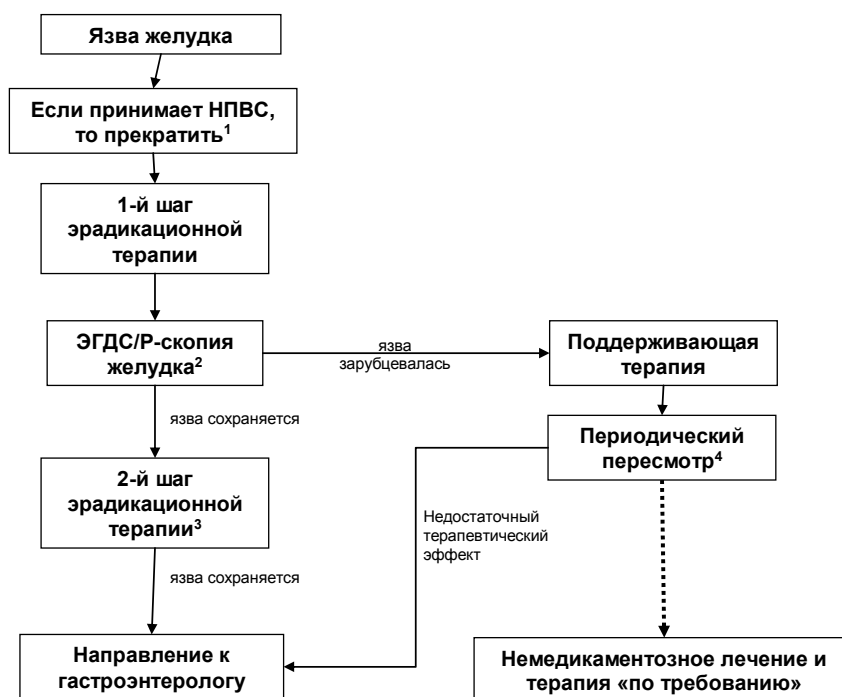 Язва желудка
Если принимает НПВС,
то прекратить¹
1-й шаг
эрадикационной
терапии
ЭГДС/Р-скопия
желудка²
язва
зарубцевалась
Поддерживающая
терапия
язва сохраняется
Периодический
пересмотр⁴
2-й шаг
эрадикационной
терапии³
Недостаточный
терапевтический
эффект
язва сохраняется
Направление к
гастроэнтерологу
Немедикаментозное лечение и
терапия «по требованию»